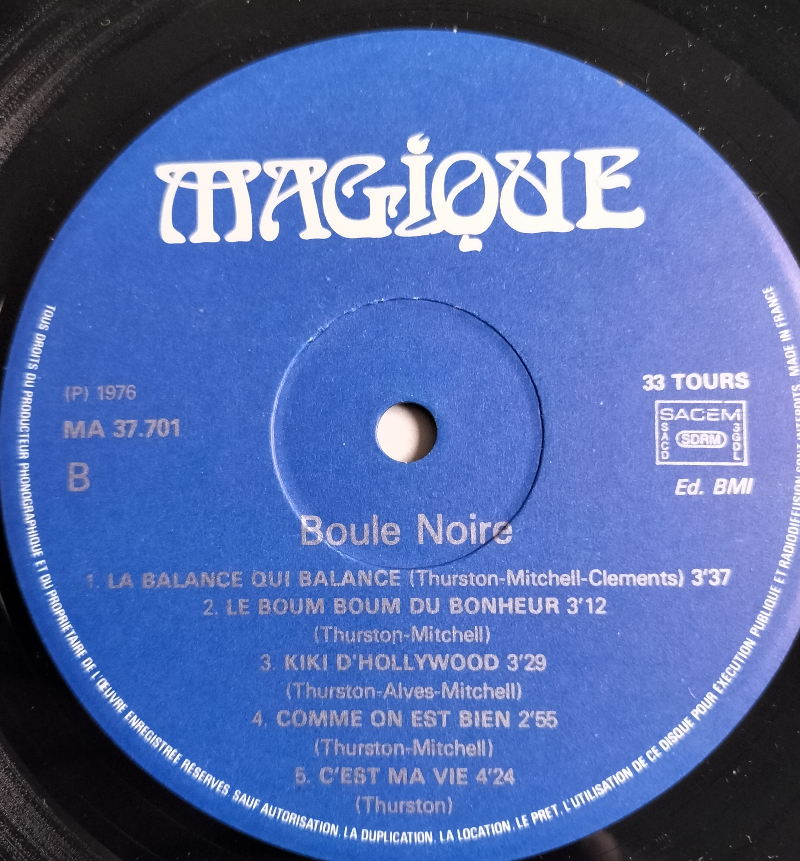 MAGIQUE
(P) 1976
MA 37.701
B
33 TOURS
SACEM
SACD
SDRM
SGDL
Ed. BMI
Boule Noire
1. LA BALANCE QUI BALANCE (Thurston-Mitchell-Clements) 3'37
2. LE BOUM BOUM DU BONHEUR 3'12
(Thurston-Mitchell)
3. KIKI D'HOLLYWOOD 3'29
(Thurston-Alves-Mitchell)
4. COMME ON EST BIEN 2'55
(Thurston-Mitchell)
5. C'EST MA VIE 4'24
(Thurston)
TOUS DROITS DU PRODUCTEUR PHONOGRAPHIQUE ET DU PROPRIETAIRE DE L'ŒUVRE ENREGISTREE RESERVES SAUF AUTORISATION, LA DUPLICATION, LA LOCATION, LE PRET, L'UTILISATION DE CE DISQUE POUR EXECUTION PUBLIQUE ET RADIODIFFUSION INTERDITS. MADE IN FRANCE